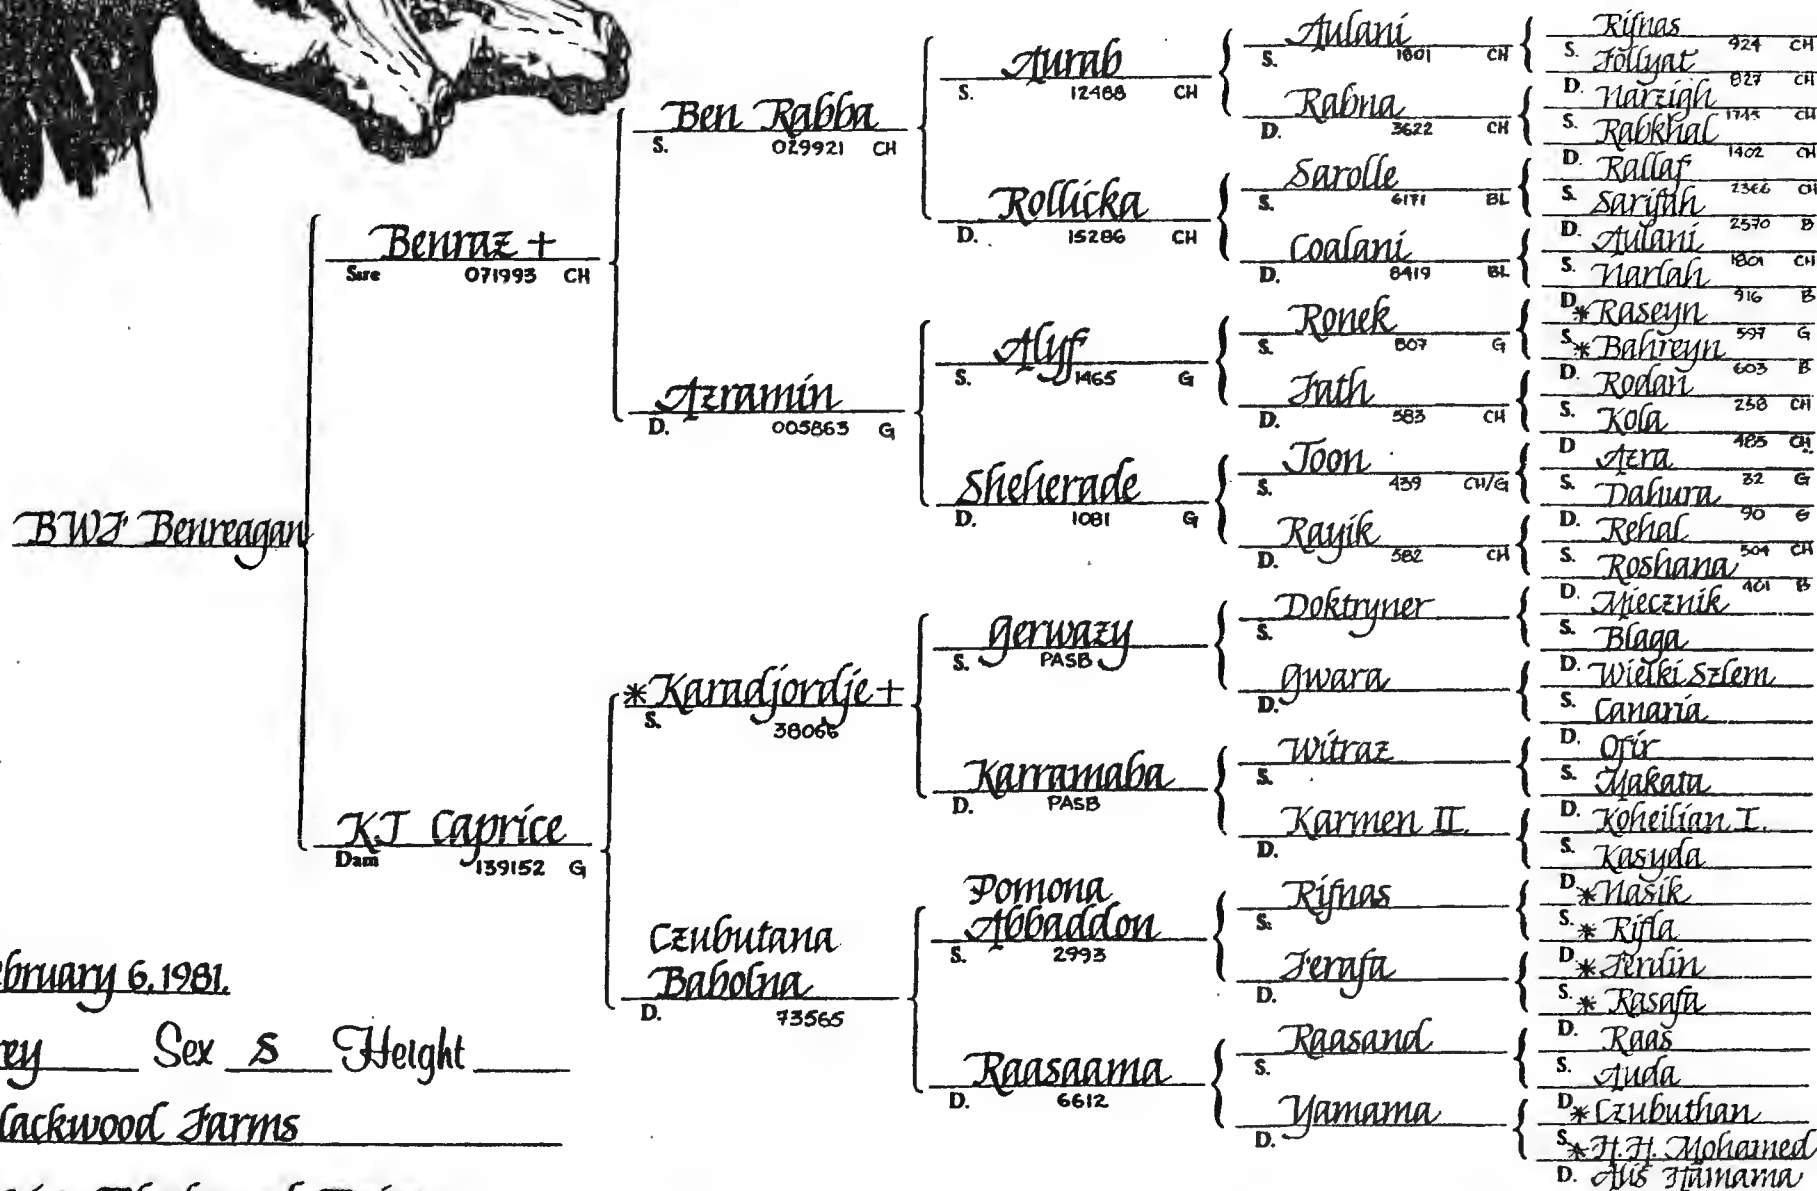 BWF Benreagan
Benraz +
Sire 071993 CH
KJ Caprice
Dam 139152 G
Ben Rabba
S. 029921 CH
Azramin
D. 005863 G
*Karadjordje+
S. 38066
Czubutana
Babolna
D. 73565
Aurab
S. 12488 CH
Rollicka
D. 15286 CH
Alyf
S. 1465 G
Sheherade
D. 1081 G
Gerwazy
S. PASB
Karramaba
D. PASB
Pomona
Abbaddon
S. 2993
Raasaama
D. 6612
Aulani
S. 1801 CH
Rabna
D. 3622 CH
Sarolle
S. 6171 BL
Coalani
D. 8419 BL
Ronek
S. 807 G
Fath
D. 583 CH
Joon
S. 439 CH/G
Rayik
D. 582 CH
Doktryner
S.
Gwara
D.
Witraz
S.
Karmen II.
D.
Rifnas
S.
Ferafa
D.
Raasand
S.
Yamama
D.
Rifnas
S. 924 CH
Follyat
D. 827 CH
Narzigh
S. 1745 CH
Rabkhal
D. 1402 CH
Rallaf
S. 2366 CH
Sarifah
D. 2570 B
Aulani
S. 1801 CH
Narlah
D. 916 B
*Raseyn
S. 597 G
*Bahreyn
D. 603 B
Rodan
S. 258 CH
Kola
D 485 CH
Azra
S. 32 G
Dahura
D. 90 G
Rehal
S. 504 CH
Roshana
D. 401 B
Miecznik
S.
Blaga
D.
Wielki Szlem
S.
Canaria
D.
Ofir
S.
Makata
D.
Koheilian I.
S.
Kasyda
D
*Nasik
S.
*Rifla
D
*Ferdin
S.
*Rasafa
D.
Raas
S.
Auda
D
*Czubuthan
S
*H.H. Mohamed
D. Alis Hamama
ebruary 6, 1981.
rey Sex S Height
lackwood Farms